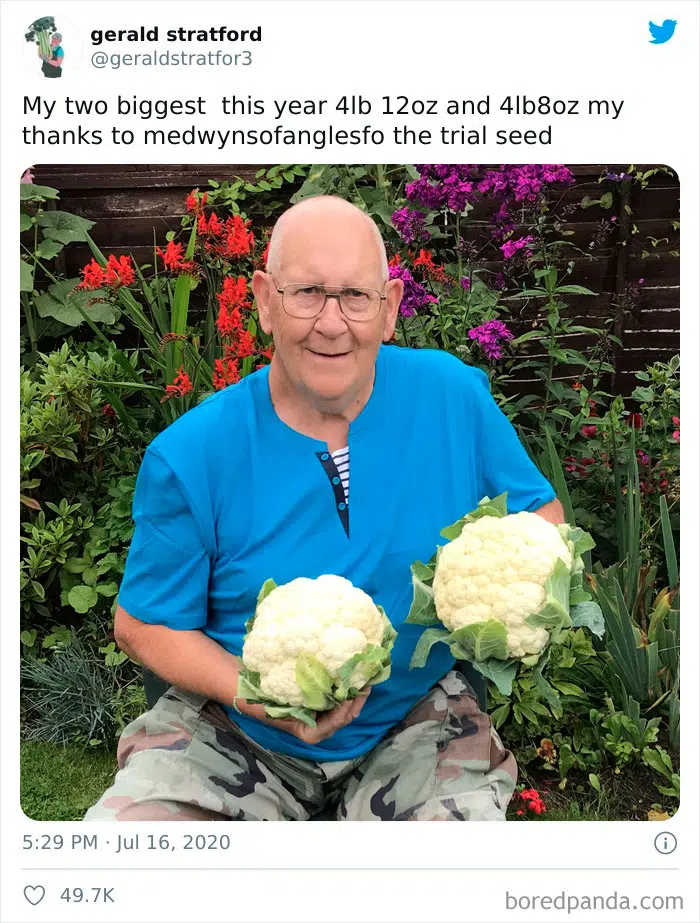 gerald stratford
@geraldstratfor3
My two biggest  this year 4lb 12oz and 4lb8oz my
thanks to medwynsofanglesfo the trial seed
5:29 PM · Jul 16, 2020
49.7K
boredpanda.com